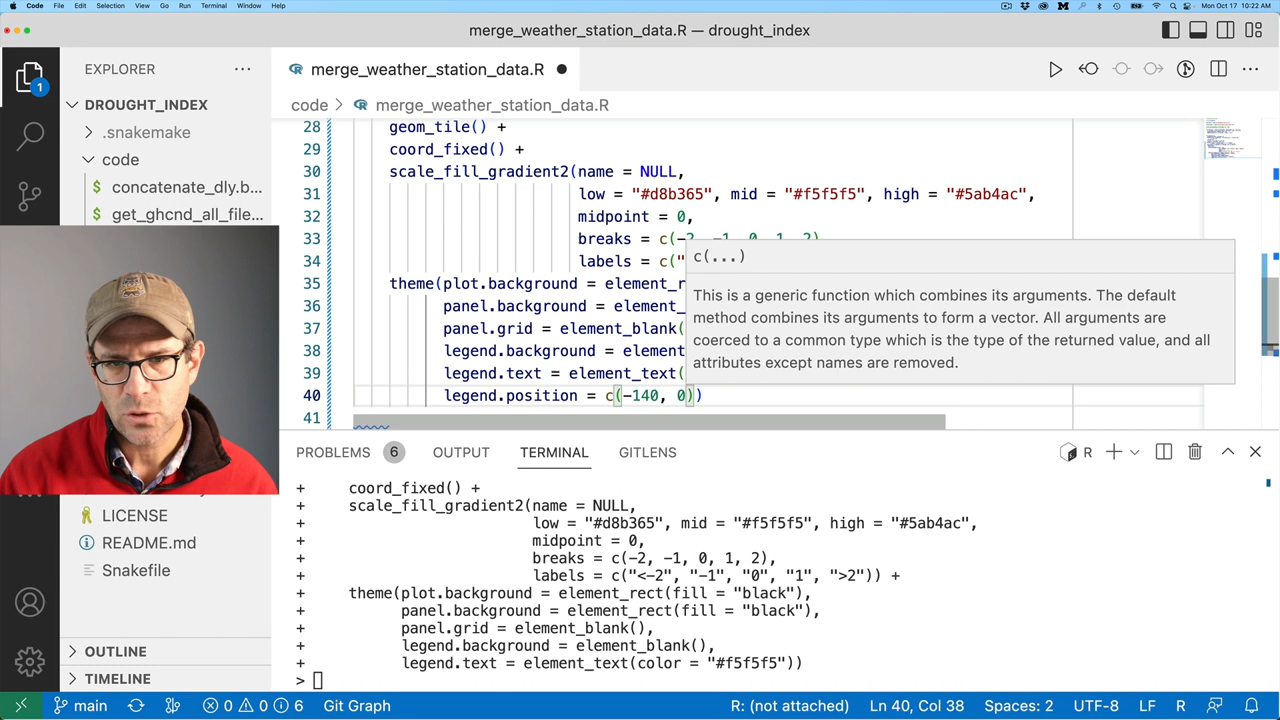 Code File Edit Selection View Go Run Terminal Window Help
Mon Oct 17 10:22 AM
merge_weather_station_data.R — drought_index
EXPLORER
merge_weather_station_data.R
1
DROUGHT_INDEX
code merge_weather_station_data.R
.snakemake
code
concatenate_dly.b...
get_ghcnd_all_file...
28 geom_tile() +
29 coord_fixed() +
30 scale_fill_gradient2(name = NULL,
31 low = "#d8b365", mid = "#f5f5f5", high = "#5ab4ac",
32 midpoint = 0,
33 breaks = c(-2, -1, 0, 1, 2),
34 labels = c("
35 theme(plot.background = element_r
36 panel.background = element_
37 panel.grid = element_blank(
38 legend.background = element
39 legend.text = element_text(
40 legend.position = c(-140, 0))
41
c(...)
This is a generic function which combines its arguments. The default
method combines its arguments to form a vector. All arguments are
coerced to a common type which is the type of the returned value, and all
attributes except names are removed.
LICENSE
README.md
Snakefile
OUTLINE
TIMELINE
PROBLEMS 6 OUTPUT TERMINAL GITLENS
R
+ coord_fixed() +
+ scale_fill_gradient2(name = NULL,
+ low = "#d8b365", mid = "#f5f5f5", high = "#5ab4ac",
+ midpoint = 0,
+ breaks = c(-2, -1, 0, 1, 2),
+ labels = c("<-2", "-1", "0", "1", ">2")) +
+ theme(plot.background = element_rect(fill = "black"),
+ panel.background = element_rect(fill = "black"),
+ panel.grid = element_blank(),
+ legend.background = element_blank(),
+ legend.text = element_text(color = "#f5f5f5"))
>
main 0 0 6 Git Graph R: (not attached) Ln 40, Col 38 Spaces: 2 UTF-8 LF R